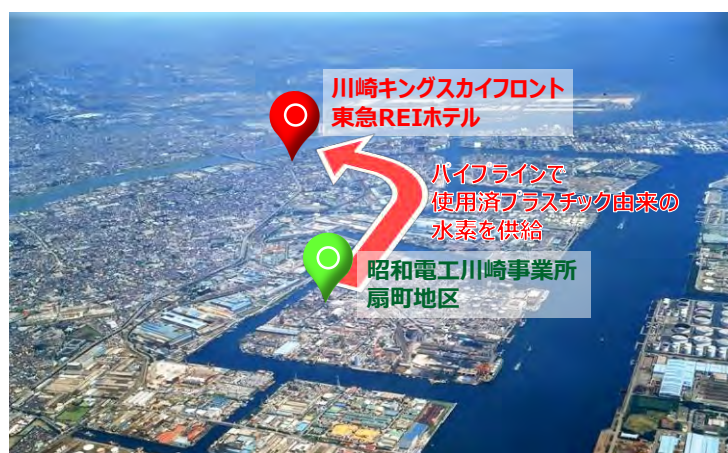 川崎キングスカイフロント
東急REIホテル
パイプラインで
使用済プラスチック由来の
水素を供給
昭和電工川崎事業所
扇町地区